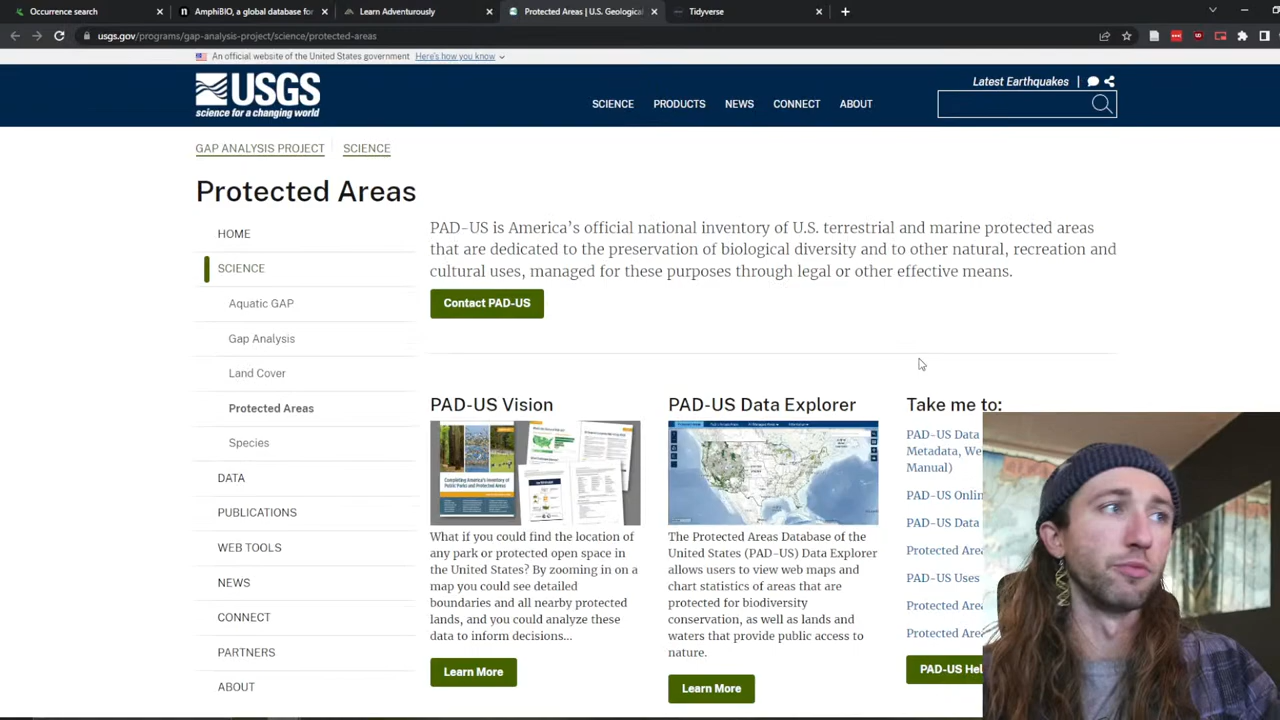 Occurrence search
AmphiBIO, a global database for
Learn Adventurously
Protected Areas | U.S. Geological
Tidyverse
usgs.gov/programs/gap-analysis-project/science/protected-areas
An official website of the United States government Here's how you know
USGS
science for a changing world
Latest Earthquakes |
SCIENCE PRODUCTS NEWS CONNECT ABOUT
GAP ANALYSIS PROJECT SCIENCE
Protected Areas
HOME
SCIENCE
Aquatic GAP
Gap Analysis
Land Cover
Protected Areas
Species
DATA
PUBLICATIONS
WEB TOOLS
NEWS
CONNECT
PARTNERS
ABOUT
PAD-US is America's official national inventory of U.S. terrestrial and marine protected areas
that are dedicated to the preservation of biological diversity and to other natural, recreation and
cultural uses, managed for these purposes through legal or other effective means.
Contact PAD-US
PAD-US Vision
What if you could find the location of
any park or protected open space in
the United States? By zooming in on a
map you could see detailed
boundaries and all nearby protected
lands, and you could analyze these
data to inform decisions...
Learn More
PAD-US Data Explorer
The Protected Areas Database of the
United States (PAD-US) Data Explorer
allows users to view web maps and
chart statistics of areas that are
protected for biodiversity
conservation, as well as lands and
waters that provide public access to
nature.
Learn More
Take me to:
PAD-US Data
Metadata, We
Manual)
PAD-US Onlin
PAD-US Data
Protected Are
PAD-US Uses
Protected Are
Protected Are
PAD-US Hel